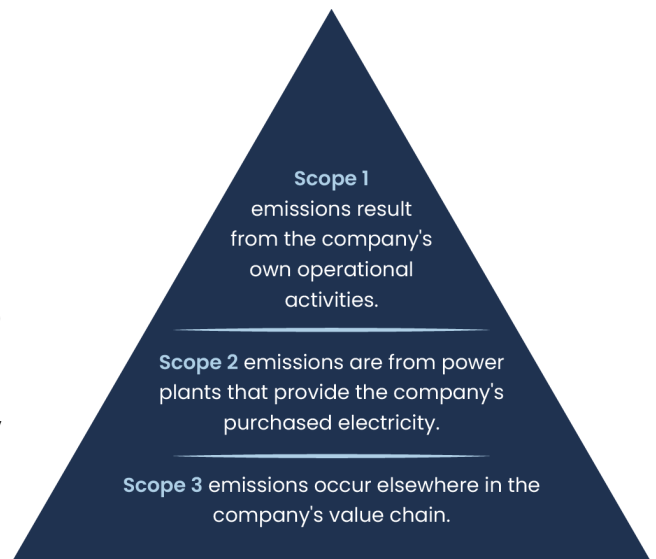 Scope 1
emissions result
from the company's
own operational
activities.
Scope 2 emissions are from power
plants that provide the company's
purchased electricity.
Scope 3 emissions occur elsewhere in the
company's value chain.